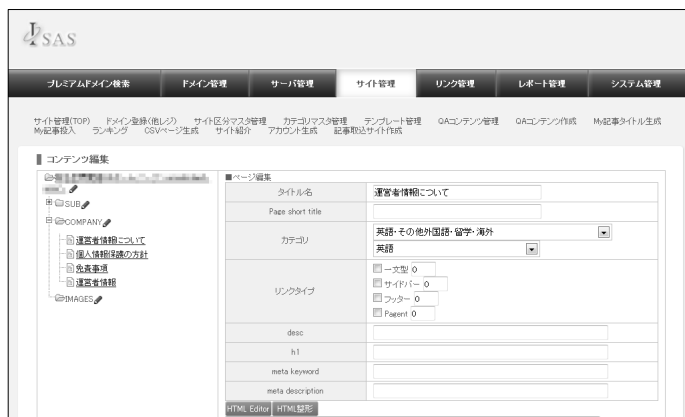 ISAS
プレミアムドメイン検索 ドメイン管理 サーバ管理 サイト管理 リンク管理 レポート管理 システム管理
サイト管理(TOP) ドメイン登録(他レジ) サイト区分マスタ管理 カテゴリマスタ管理 テンプレート管理 QAコンテンツ管理 QAコンテンツ作成 My記事タイトル生成
My記事投入 ランキング CSVページ生成 サイト紹介 アカウント生成 記事取込サイト作成
コンテンツ編集
■ページ編集
SUB
COMPANY
運営者情報について
個人情報保護の方針
免責事項
運営者情報
IMAGES
タイトル名 運営者情報について
Page short title
カテゴリ 英語・その他外国語・留学・海外
英語
リンクタイプ 一文型 0
サイドバー 0
フッター 0
Pagent 0
desc
h1
meta keyword
meta description
HTML Editor HTML整形